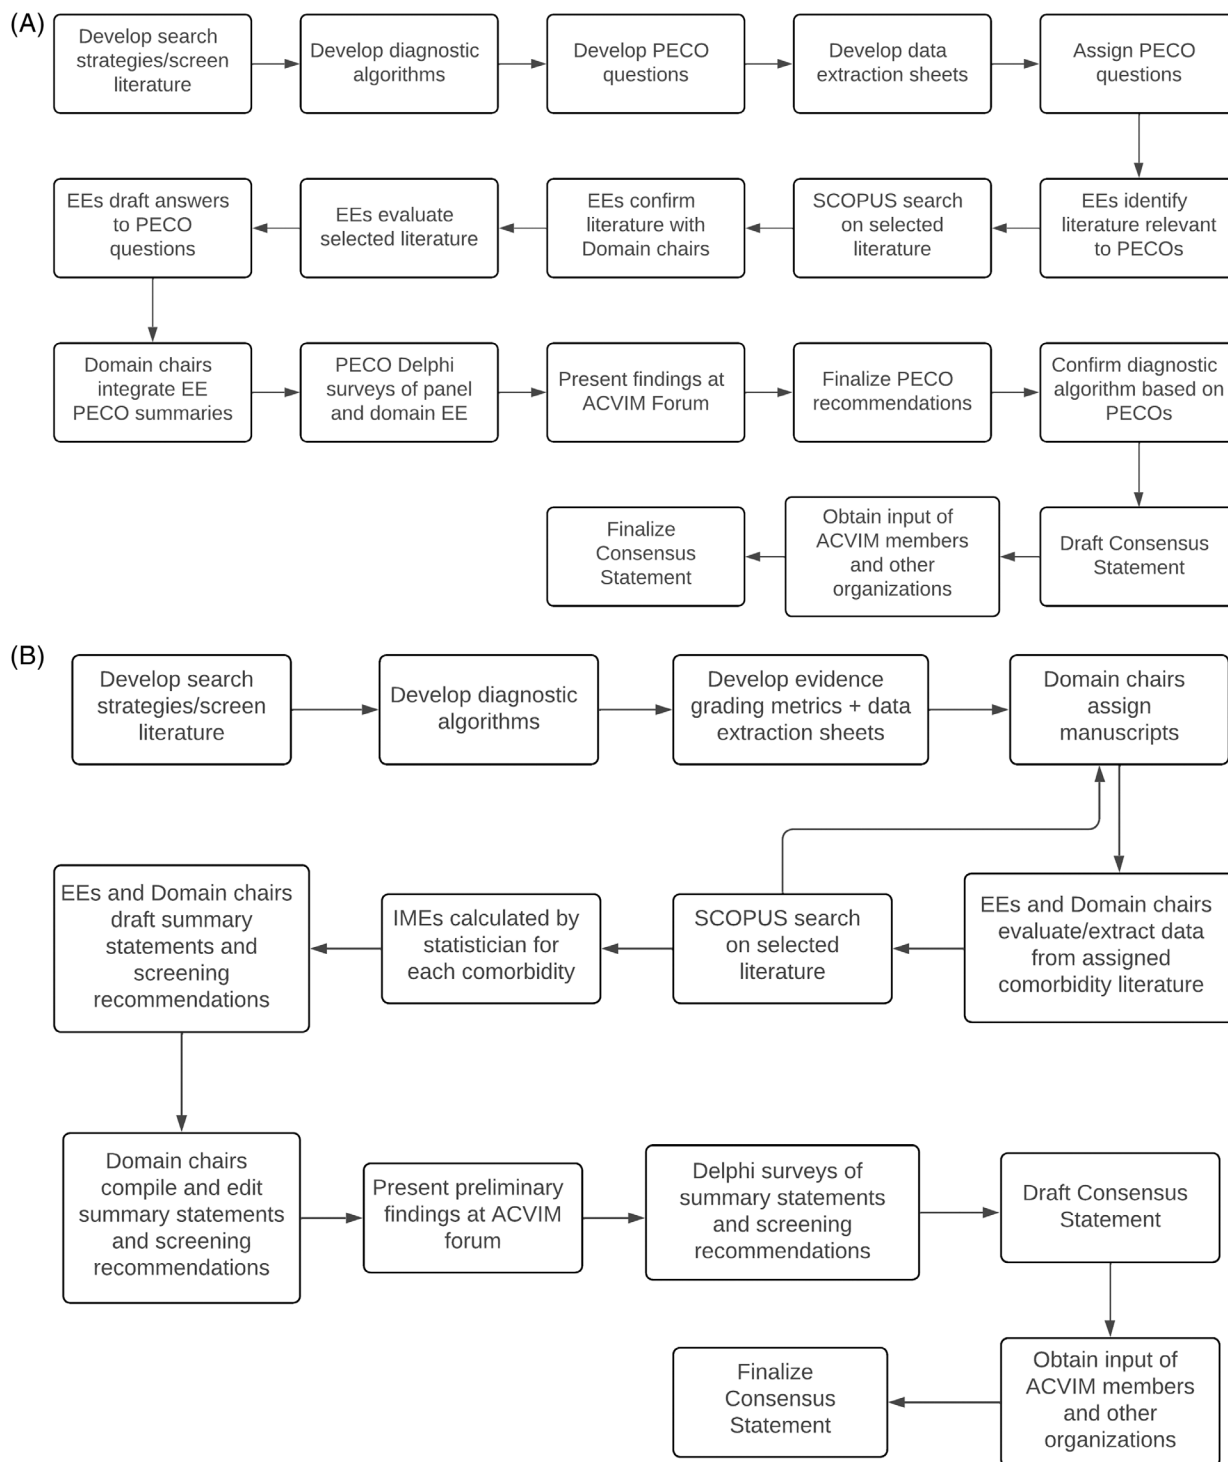 (A)
Develop search
strategies/screen
literature
Develop diagnostic
algorithms
Develop PECO
questions
Develop data
extraction sheets
Assign PECO
questions
EEs draft answers
to PECO
questions
EEs evaluate
selected literature
EEs confirm
literature with
Domain chairs
SCOPUS search
on selected
literature
EEs identify
literature relevant
to PECOs
Domain chairs
integrate EE
PECO summaries
PECO Delphi
surveys of panel
and domain EE
Present findings at
ACVIM Forum
Finalize PECO
recommendations
Confirm diagnostic
algorithm based on
PECOs
Finalize
Consensus
Statement
Obtain input of
ACVIM members
and other
organizations
Draft Consensus
Statement
(B)
Develop search
strategies/screen
literature
Develop diagnostic
algorithms
Develop evidence
grading metrics + data
extraction sheets
Domain chairs
assign
manuscripts
EEs and Domain chairs
draft summary
statements and
screening
recommendations
IMEs calculated by
statistician for
each comorbidity
SCOPUS search
on selected
literature
EEs and Domain chairs
evaluate/extract data
from assigned
comorbidity literature
Domain chairs
compile and edit
summary statements
and screening
recommendations
Present preliminary
findings at ACVIM
forum
Delphi surveys of
summary statements
and screening
recommendations
Draft Consensus
Statement
Finalize
Consensus
Statement
Obtain input of
ACVIM members
and other
organizations